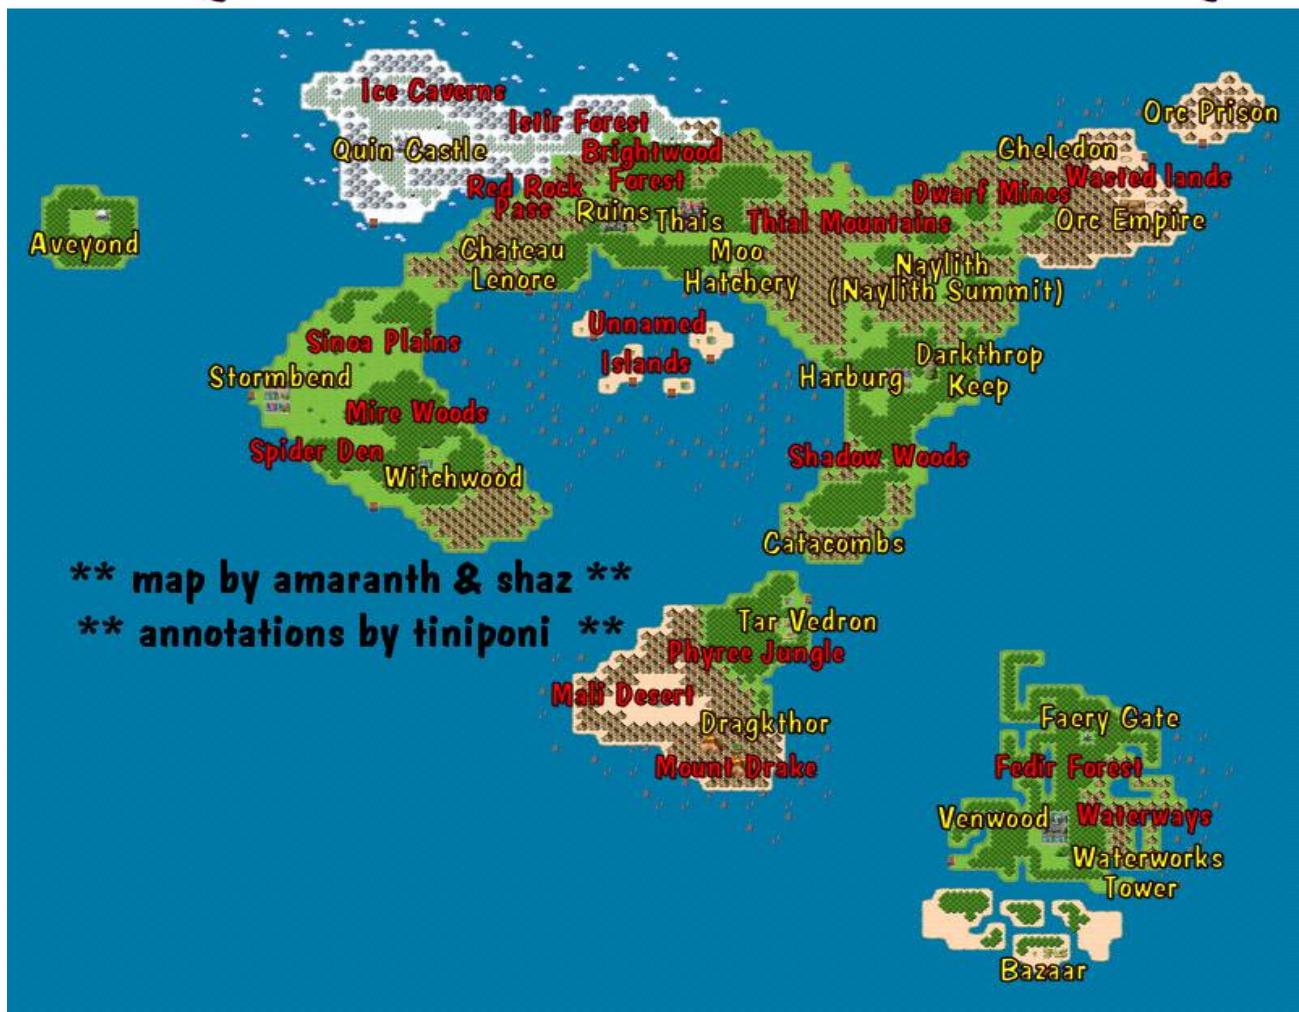 Ice Caverns
Orc Prison
Istir Forest
Quin Castle
Brightwood
Forest
Gheledon
Wasted lands
Red Rock
Pass
Dwarf Mines
Ruins
Thais
Thial Mountains
Orc Empire
Aveyond
Chateau
Lenore
Moo
Hatchery
Naylith
(Naylith Summit)
Unnamed
Islands
Sinoa Plains
Stormbend
Harburg
Darkthrop
Keep
Mire Woods
Spider Den
Witchwood
Shadow Woods
Catacombs
** map by amaranth & shaz **
** annotations by tiniponi **
Tar Vedron
Phyree Jungle
Mali Desert
Dragkthor
Mount Drake
Faery Gate
Fedir Forest
Venwood
Waterways
Waterworks
Tower
Bazaar